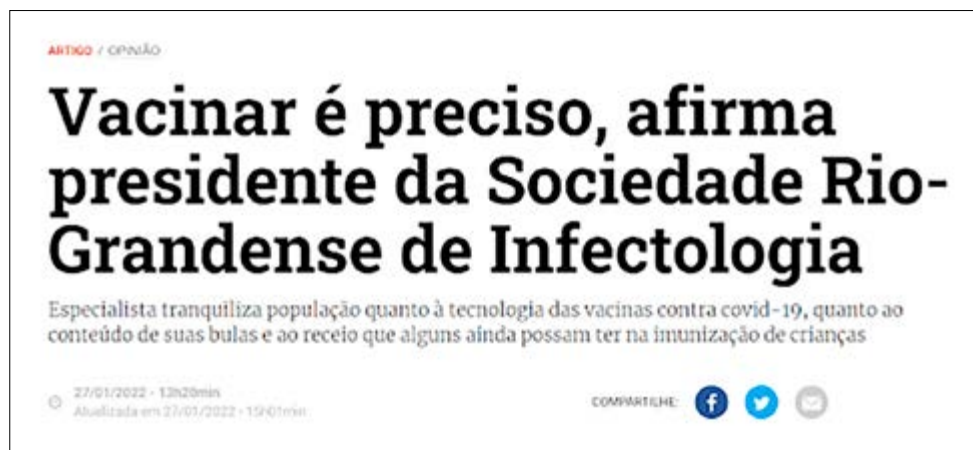 ARTIGO / OPINIÃO
Vacinar é preciso, afirma
presidente da Sociedade Rio-
Grandense de Infectologia
Especialista tranquiliza população quanto à tecnologia das vacinas contra covid-19, quanto ao
conteúdo de suas bulas e ao receio que alguns ainda possam ter na imunização de crianças
27/01/2022 - 13h20min
Atualizada em 27/01/2022 - 15h01min
COMPARTILHE: